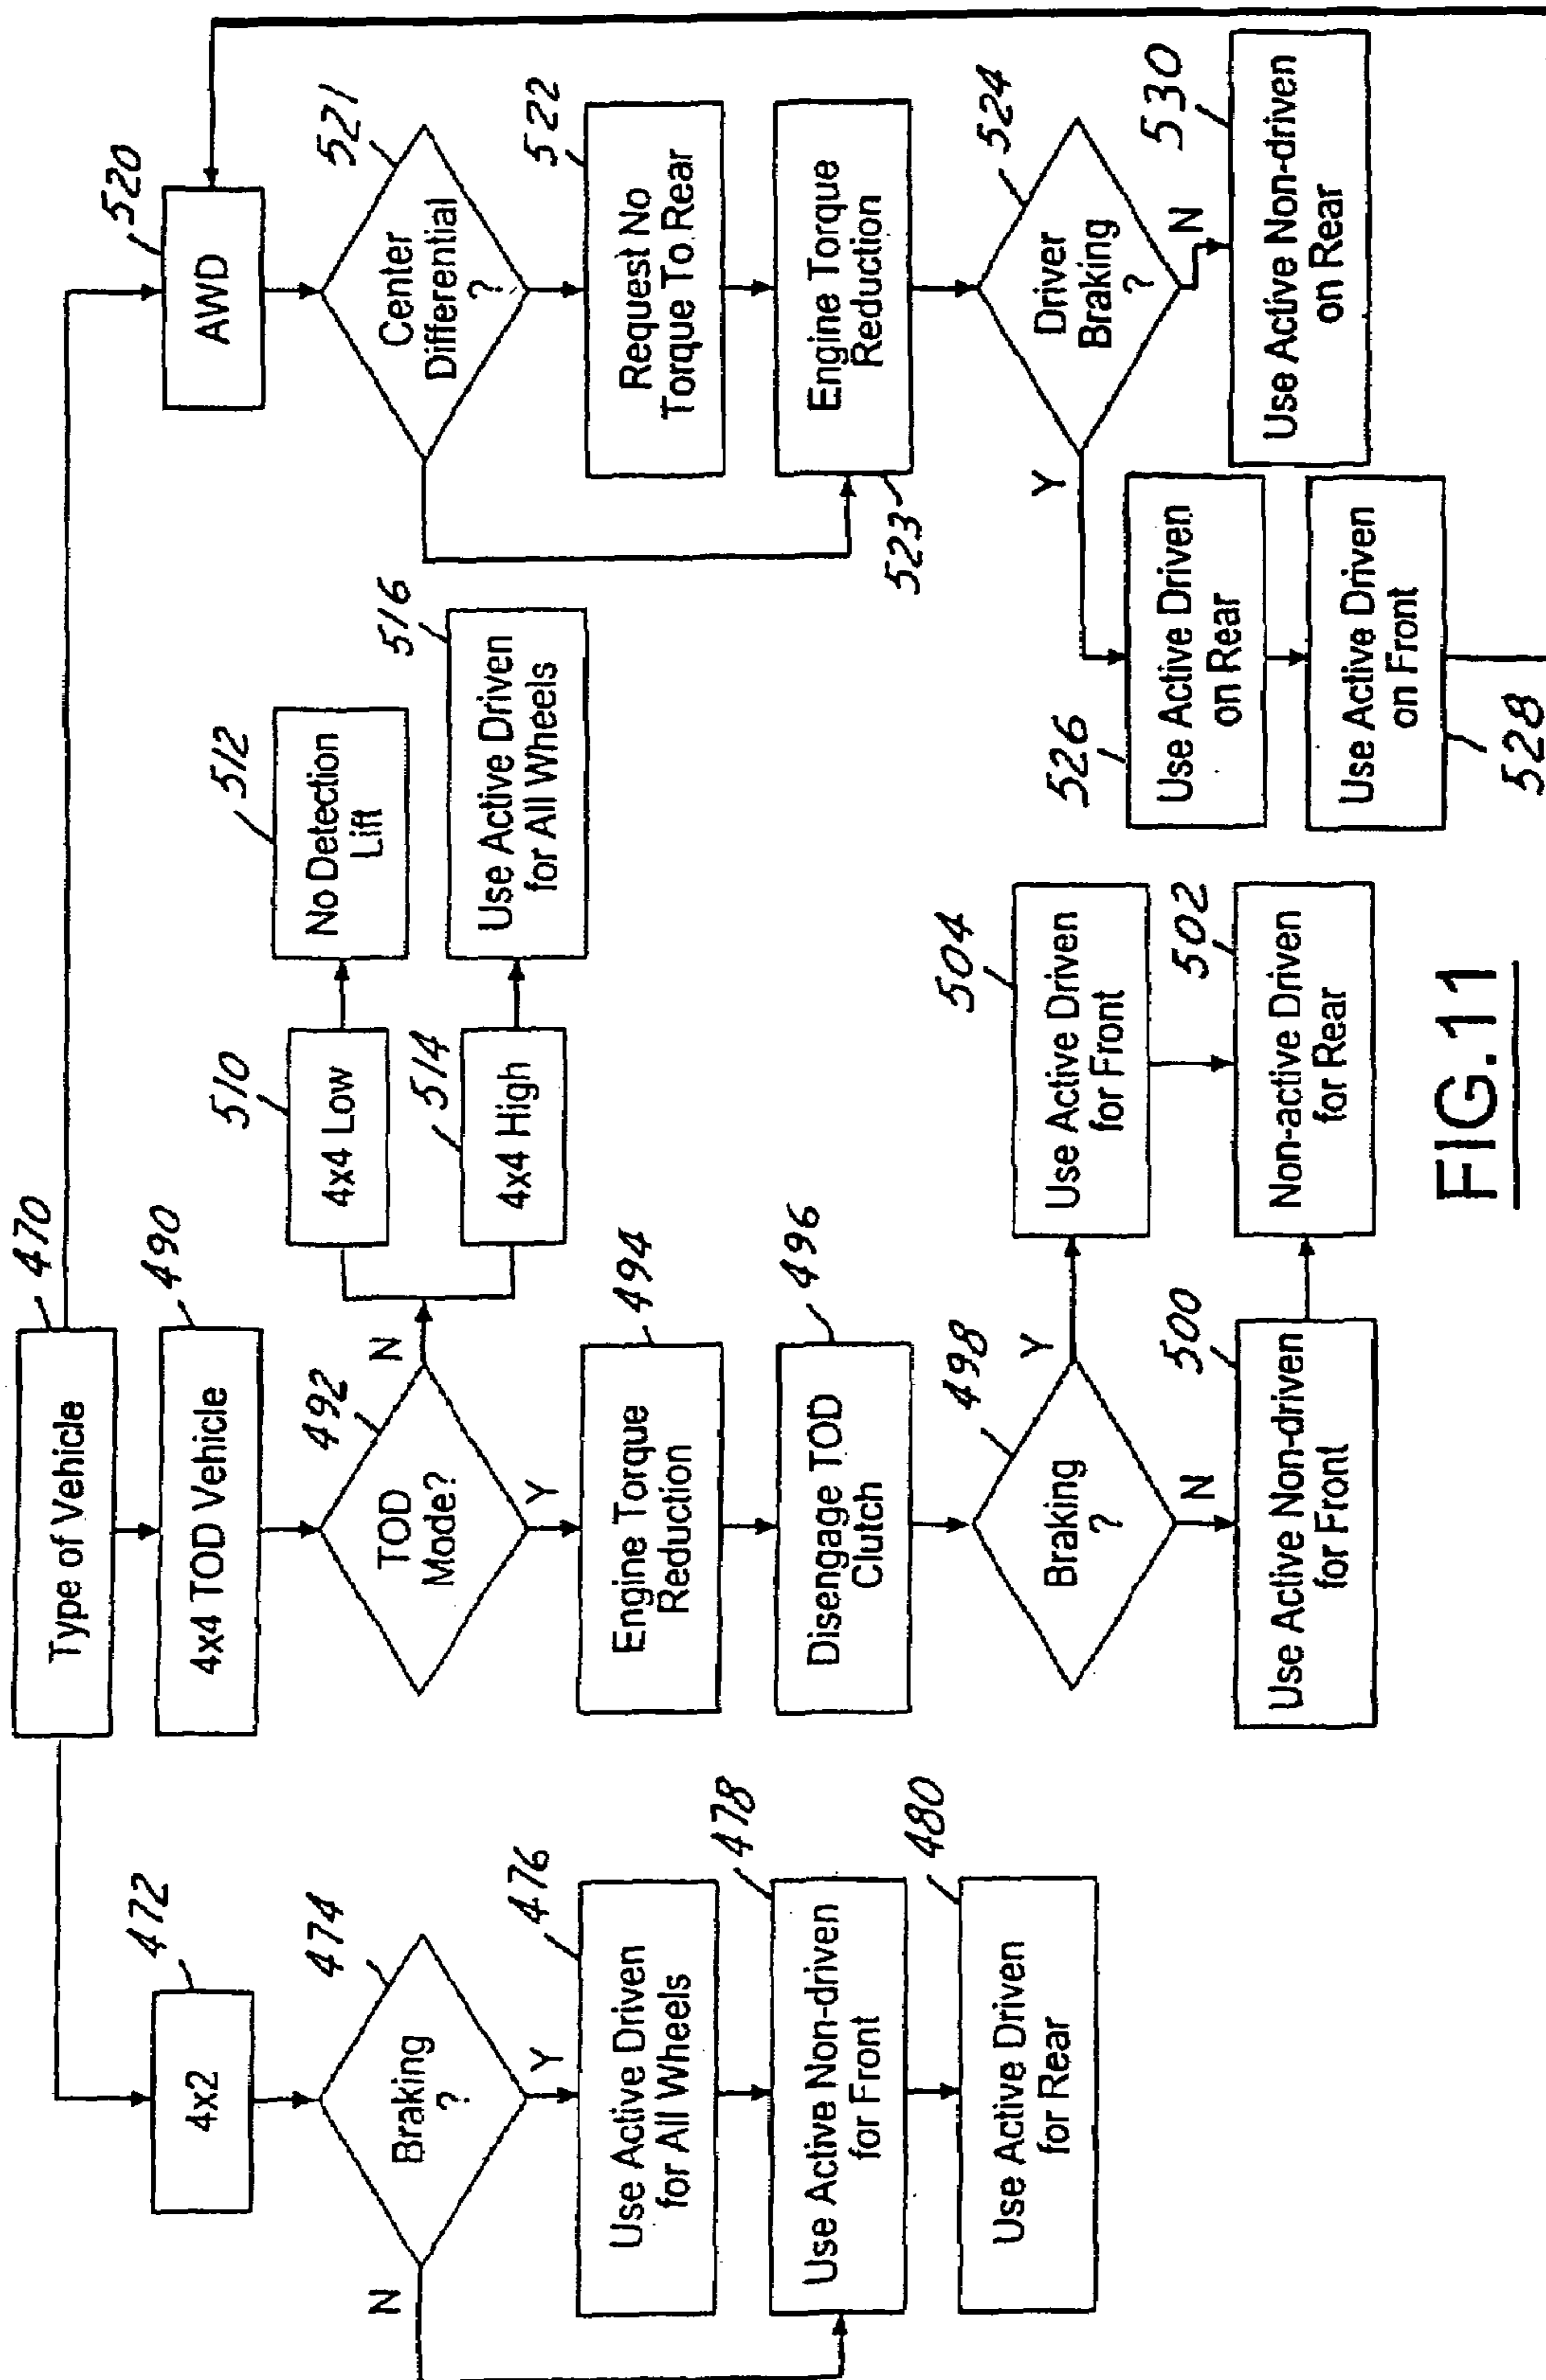 470
Type of Vehicle
472
4x2
474
Braking
?
N
Y
476
Use Active Driven
for All Wheels
478
Use Active Non-driven
for Front
480
Use Active Driven
for Rear
490
4x4 TOD Vehicle
492
TOD
Mode?
N
Y
510
4x4 Low
512
No Detection
Lift
514
4x4 High
516
Use Active Driven
for All Wheels
494
Engine Torque
Reduction
496
Disengage TOD
Clutch
498
Braking
?
Y
N
504
Use Active Driven
for Front
500
Use Active Non-driven
for Front
502
Non-active Driven
for Rear
520
AWD
521
Center
Differential
?
522
Request No
Torque To Rear
523
Engine Torque
Reduction
524
Driver
Braking
?
Y
N
526
Use Active Driven
on Rear
528
Use Active Driven
on Front
530
Use Active Non-driven
on Rear
FIG.11